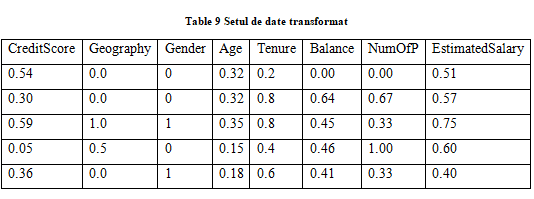 Table 9 Setul de date transformat
CreditScore Geography Gender Age Tenure Balance NumOfP EstimatedSalary
0.54 0.0 0 0.32 0.2 0.00 0.00 0.51
0.30 0.0 0 0.32 0.8 0.64 0.67 0.57
0.59 1.0 1 0.35 0.8 0.45 0.33 0.75
0.05 0.5 0 0.15 0.4 0.46 1.00 0.60
0.36 0.0 1 0.18 0.6 0.41 0.33 0.40